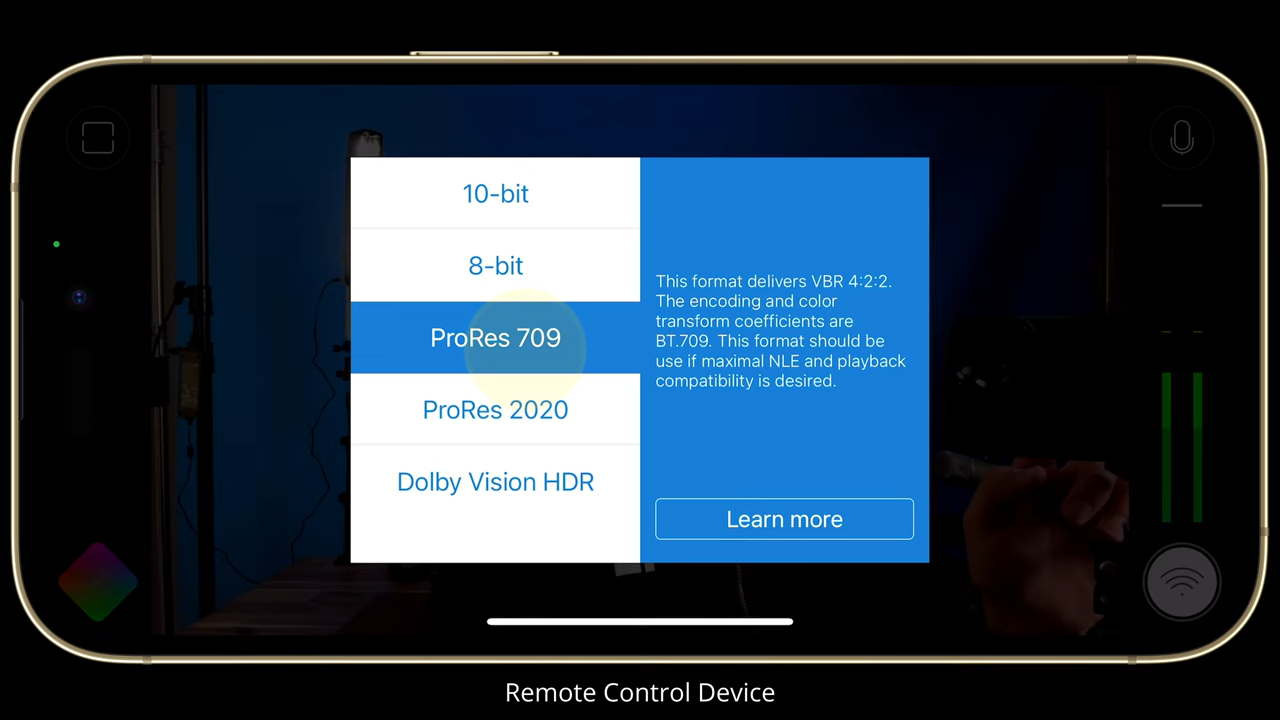 10-bit
8-bit
ProRes 709
ProRes 2020
Dolby Vision HDR
This format delivers VBR 4:2:2.
The encoding and color
transform coefficients are
BT.709. This format should be
use if maximal NLE and playback
compatibility is desired.
Learn more
Remote Control Device